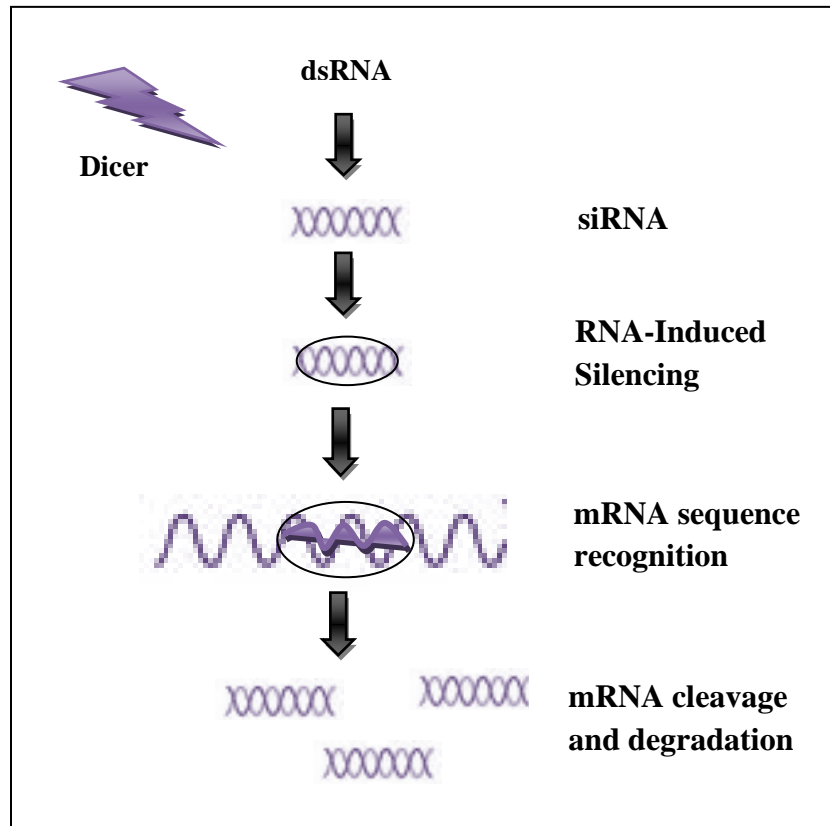 dsRNA
Dicer
siRNA
RNA-Induced
Silencing
mRNA sequence
recognition
mRNA cleavage
and degradation